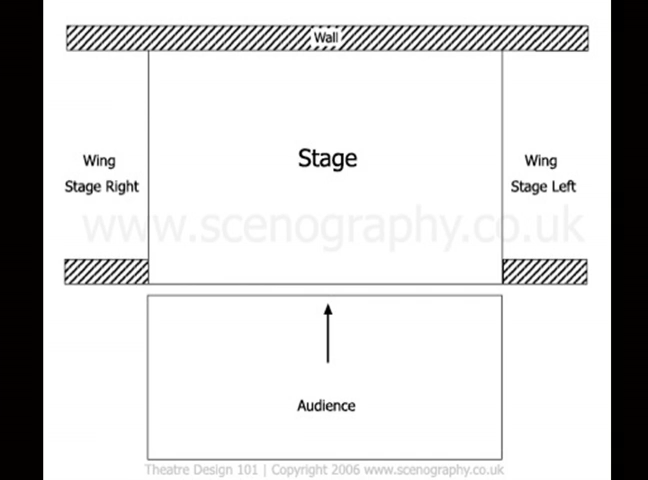 Wall
Stage
Wing
Stage Right
Wing
Stage Left
www.scenography.co.uk
Audience
Theatre Design 101 | Copyright 2006 www.scenography.co.uk